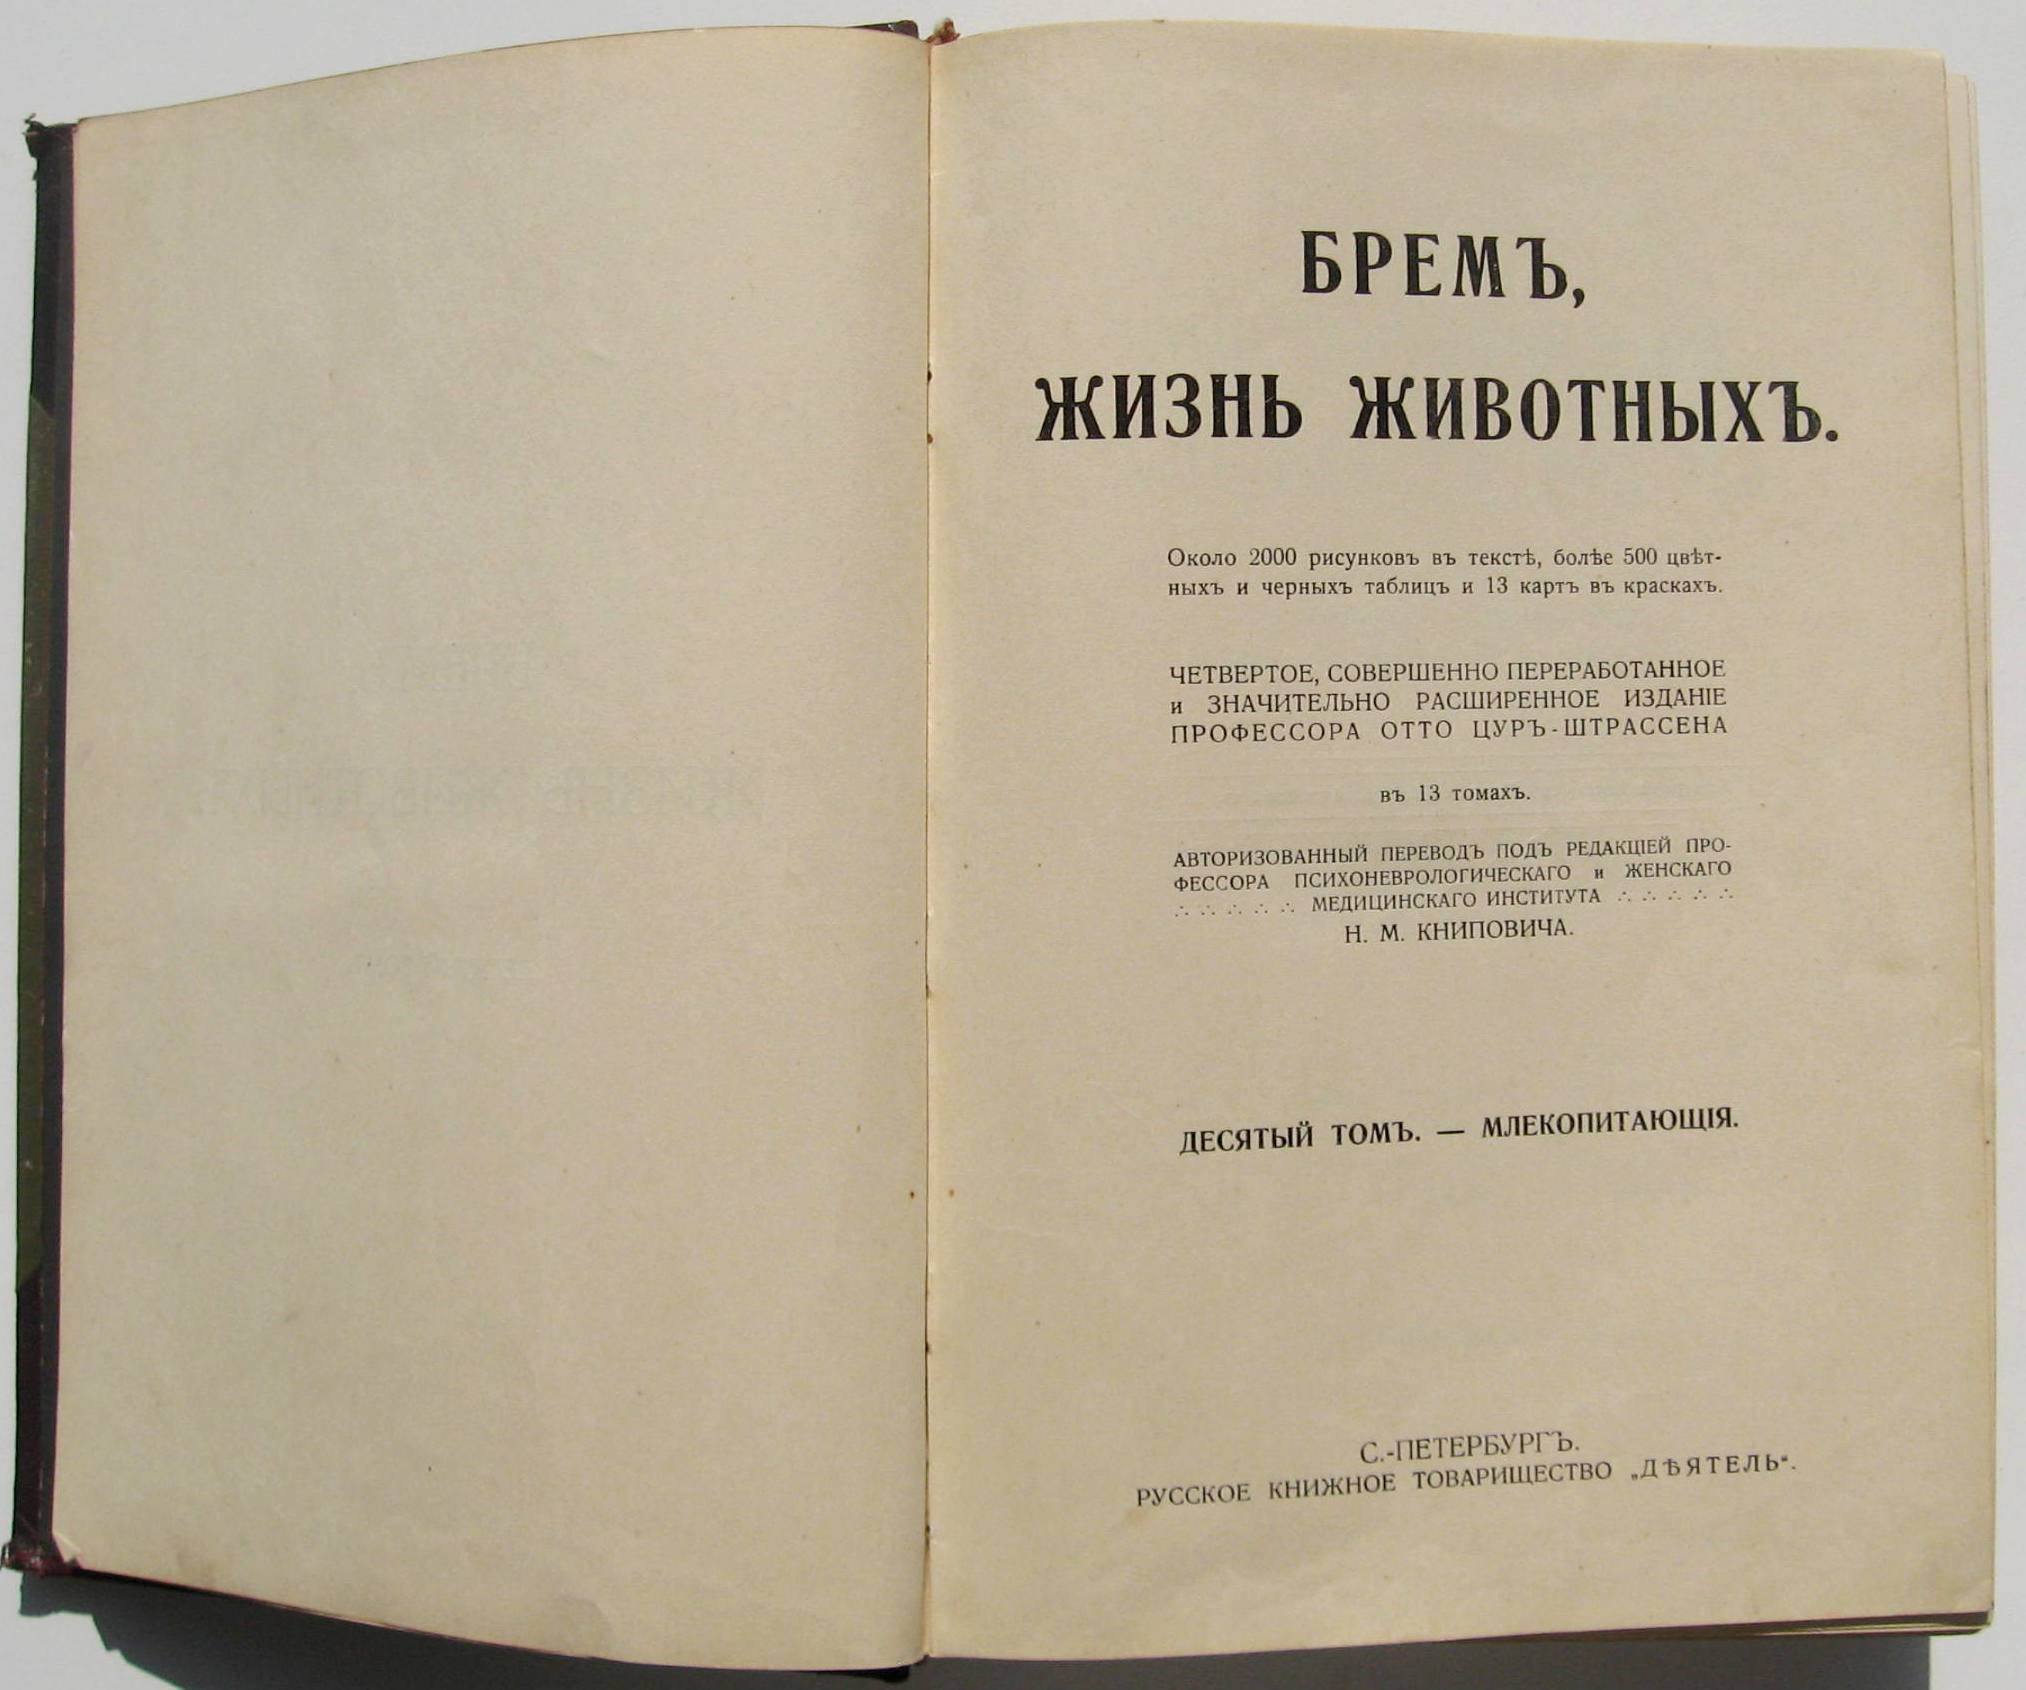 БРЕМЪ,
ЖИЗНЬ ЖИВОТНЫХЪ.
Около 2000 рисунковъ въ текстѣ, болѣе 500 цвѣт-
ныхъ и черныхъ таблицъ и 13 картъ въ краскахъ.
ЧЕТВЕРТОЕ, СОВЕРШЕННО ПЕРЕРАБОТАННОЕ
и ЗНАЧИТЕЛЬНО РАСШИРЕННОЕ ИЗДАНІЕ
ПРОФЕССОРА ОТТО ЦУРЪ-ШТРАССЕНА
въ 13 томахъ.
АВТОРИЗОВАННЫЙ ПЕРЕВОДЪ ПОДЪ РЕДАКЦІЕЙ ПРО-
ФЕССОРА ПСИХОНЕВРОЛОГИЧЕСКАГО и ЖЕНСКАГО
∴ ∴ ∴ ∴ ∴ МЕДИЦИНСКАГО ИНСТИТУТА ∴ ∴ ∴ ∴ ∴
Н. М. КНИПОВИЧА.
ДЕСЯТЫЙ ТОМЪ. — МЛЕКОПИТАЮЩІЯ.
С.-ПЕТЕРБУРГЪ.
РУССКОЕ КНИЖНОЕ ТОВАРИЩЕСТВО „ДѢЯТЕЛЬ“.